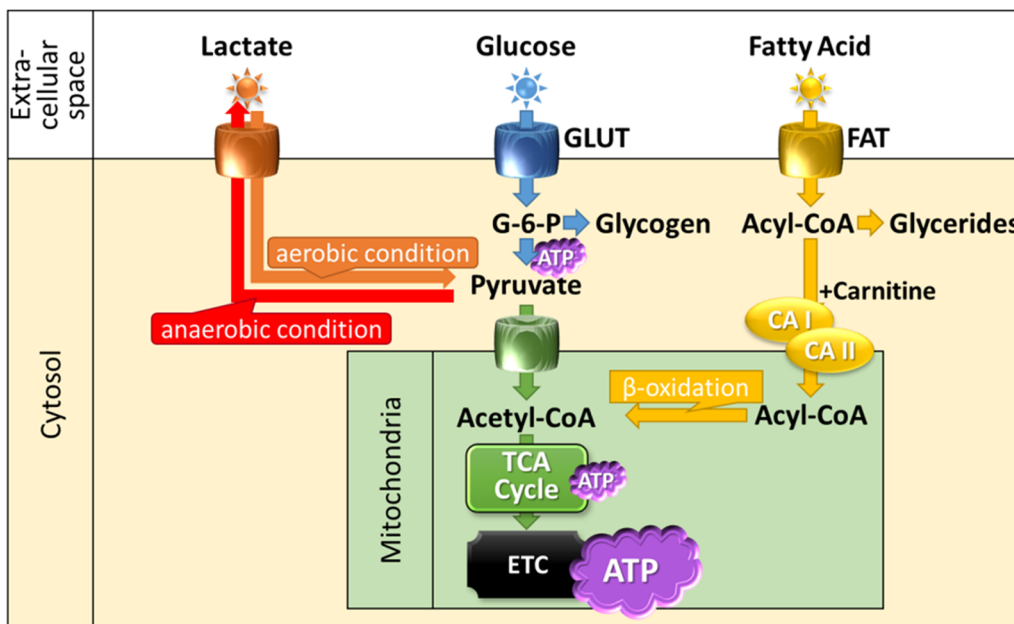 Extra-
cellular
space
Lactate
Glucose
Fatty Acid
GLUT
FAT
Cytosol
G-6-P
Glycogen
Acyl-CoA
Glycerides
ATP
aerobic condition
Pyruvate
+Carnitine
anaerobic condition
CA I
CA II
Mitochondria
β-oxidation
Acetyl-CoA
Acyl-CoA
TCA
Cycle
ATP
ETC
ATP